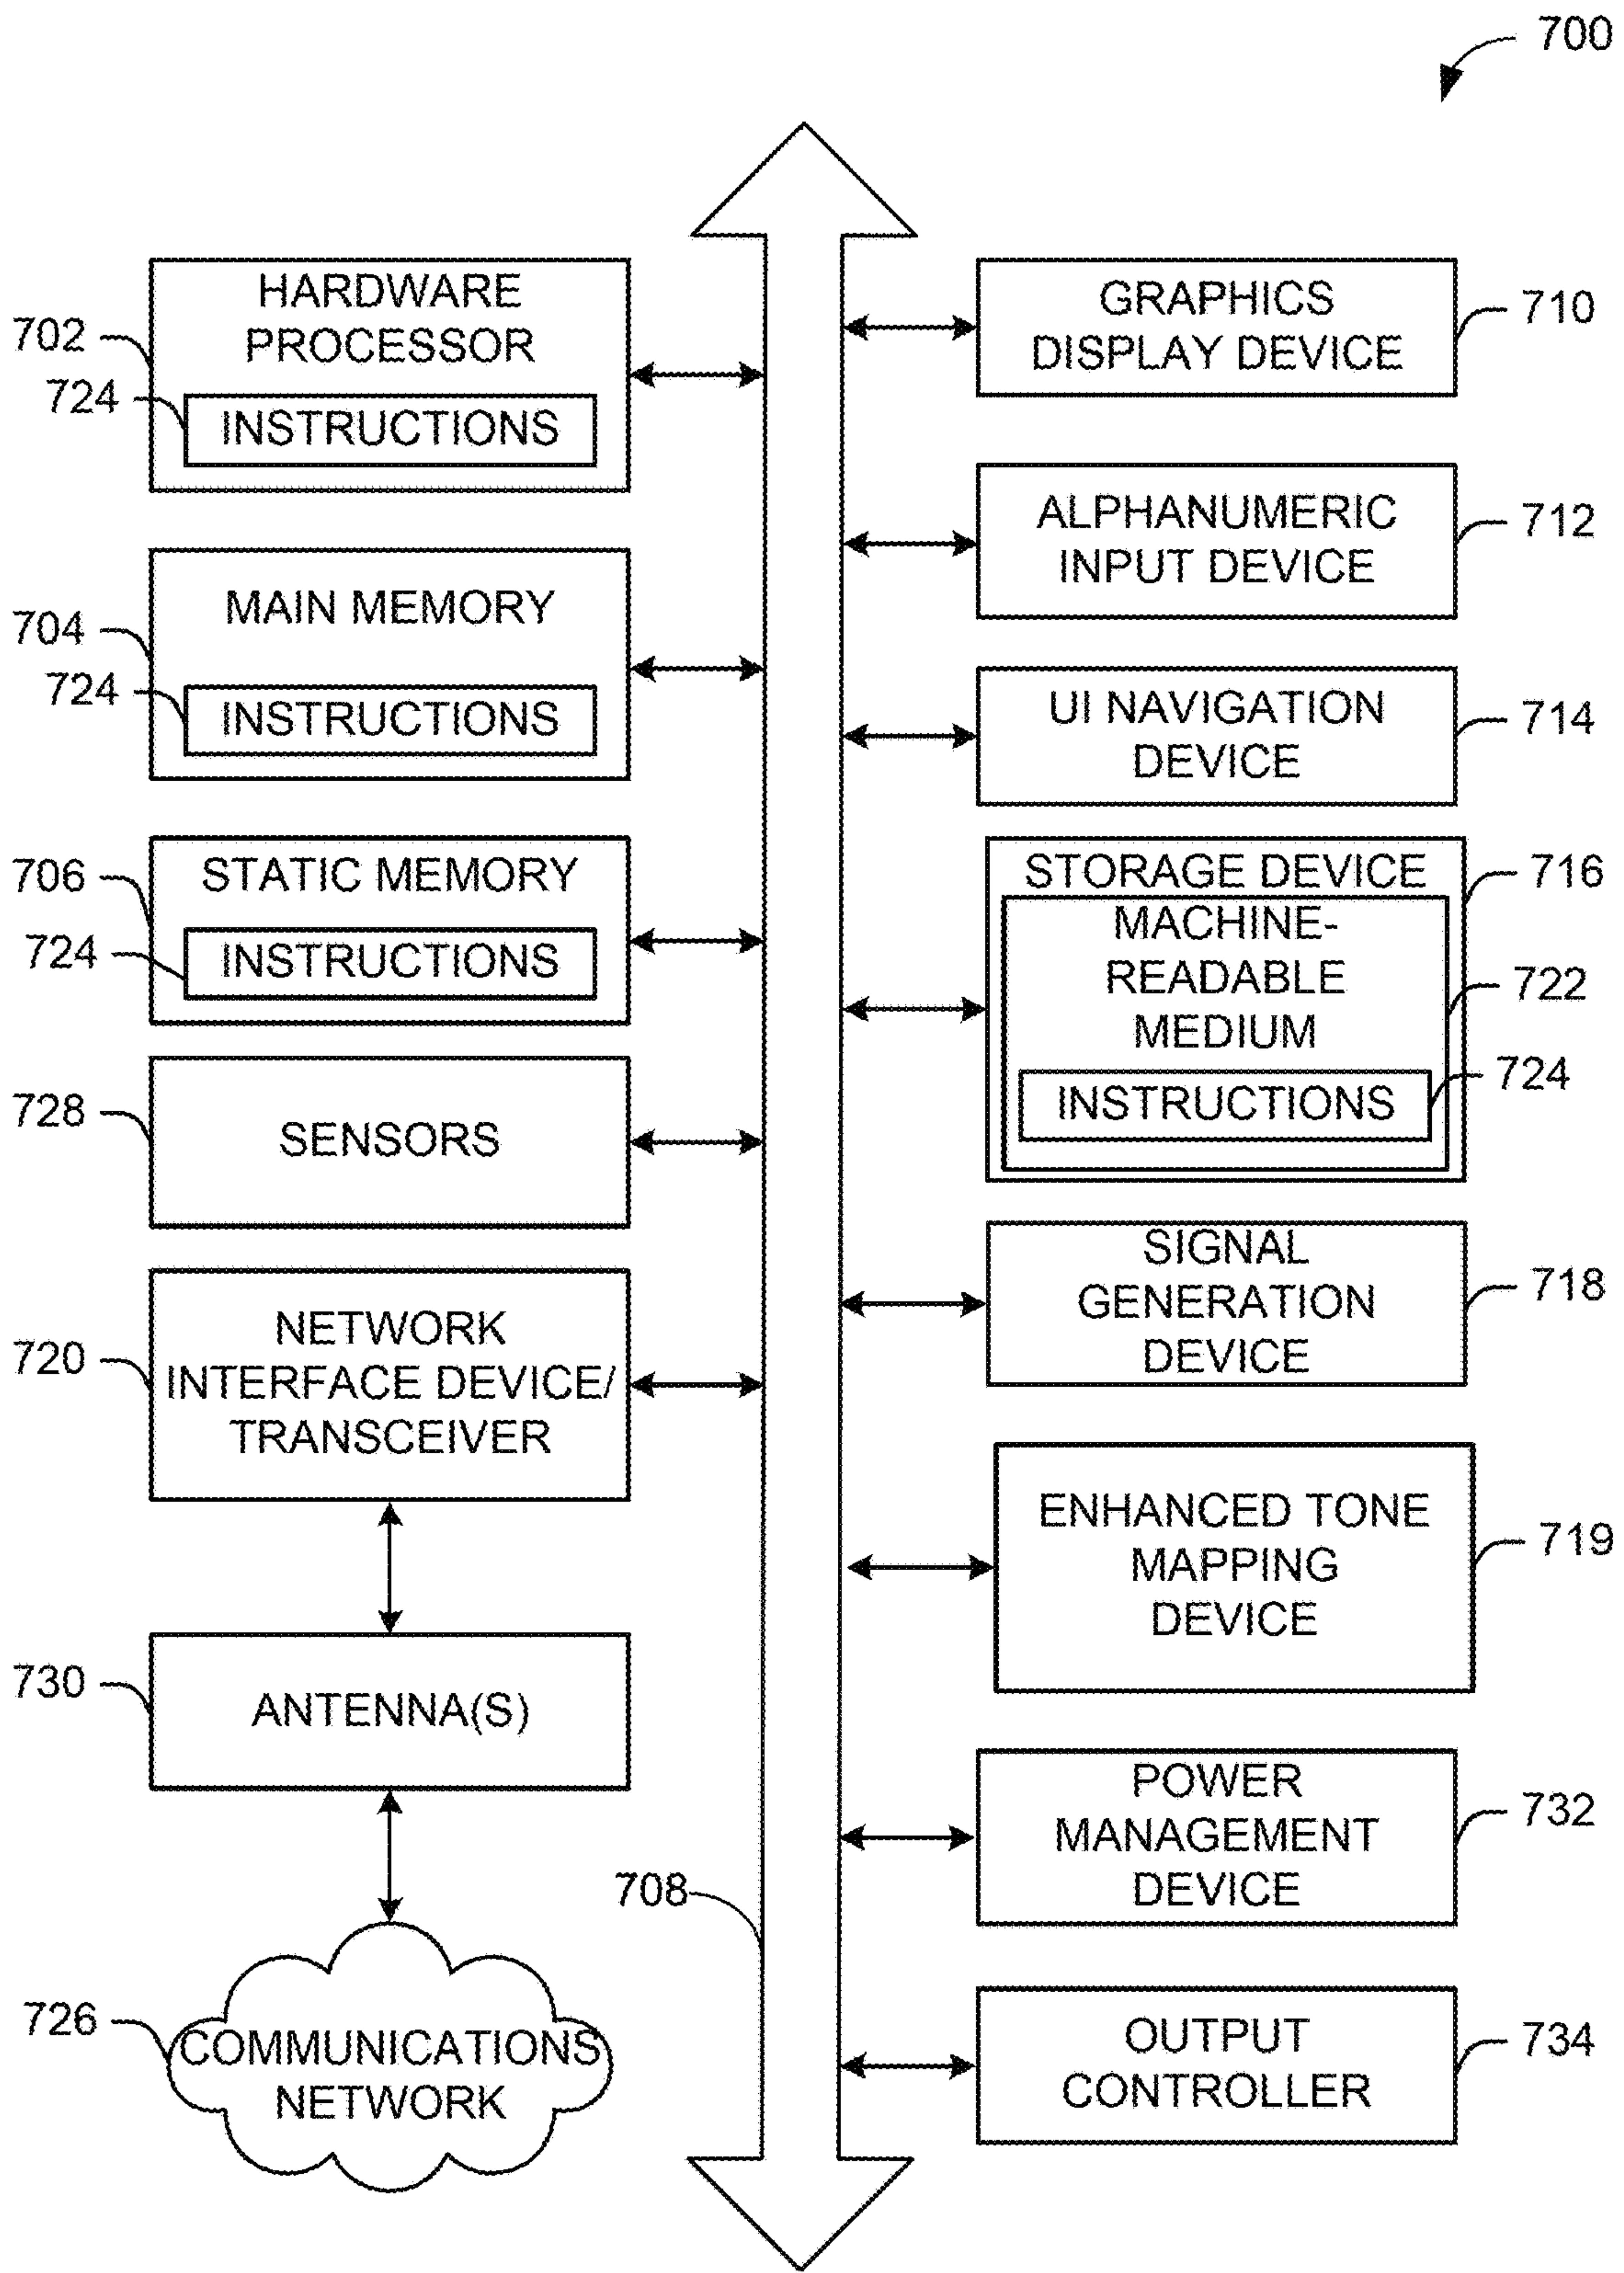 700
HARDWARE
PROCESSOR
702
724
INSTRUCTIONS
MAIN MEMORY
704
724
INSTRUCTIONS
STATIC MEMORY
706
724
INSTRUCTIONS
728
SENSORS
NETWORK
INTERFACE DEVICE/
TRANSCEIVER
720
730
ANTENNA(S)
708
726
COMMUNICATIONS
NETWORK
GRAPHICS
DISPLAY DEVICE
710
ALPHANUMERIC
INPUT DEVICE
712
UI NAVIGATION
DEVICE
714
STORAGE DEVICE
716
MACHINE-
READABLE
MEDIUM
722
INSTRUCTIONS
724
SIGNAL
GENERATION
DEVICE
718
ENHANCED TONE
MAPPING
DEVICE
719
POWER
MANAGEMENT
DEVICE
732
OUTPUT
CONTROLLER
734